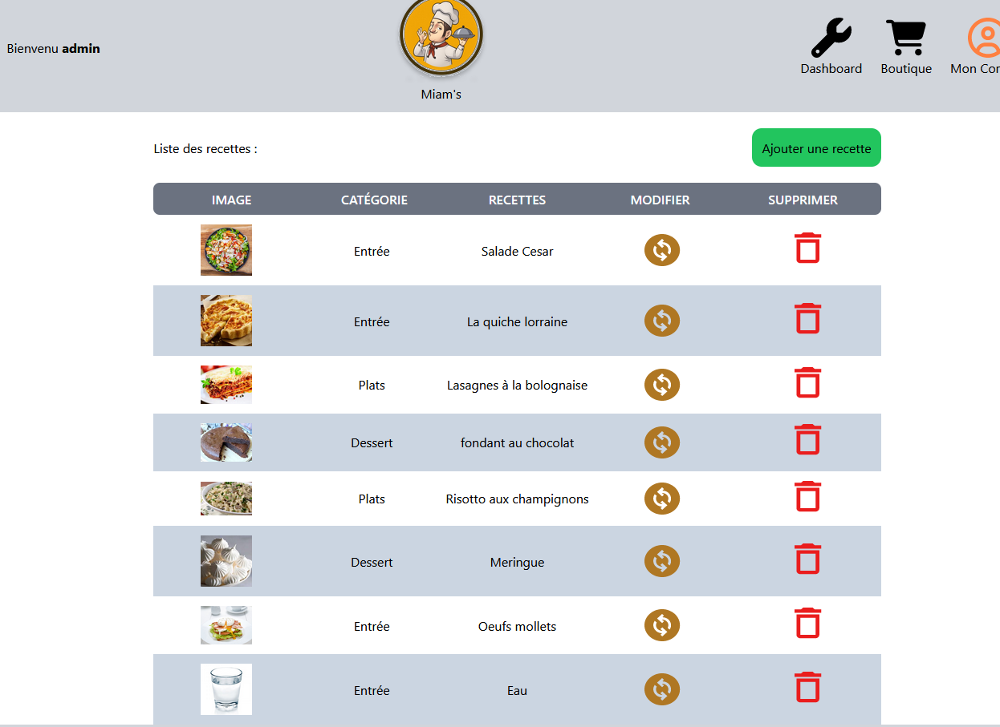 Bienvenu admin
Miam's
Dashboard
Boutique
Mon Con
Liste des recettes :
Ajouter une recette
IMAGE CATÉGORIE RECETTES MODIFIER SUPPRIMER
Entrée Salade Cesar
Entrée La quiche lorraine
Plats Lasagnes à la bolognaise
Dessert fondant au chocolat
Plats Risotto aux champignons
Dessert Meringue
Entrée Oeufs mollets
Entrée Eau